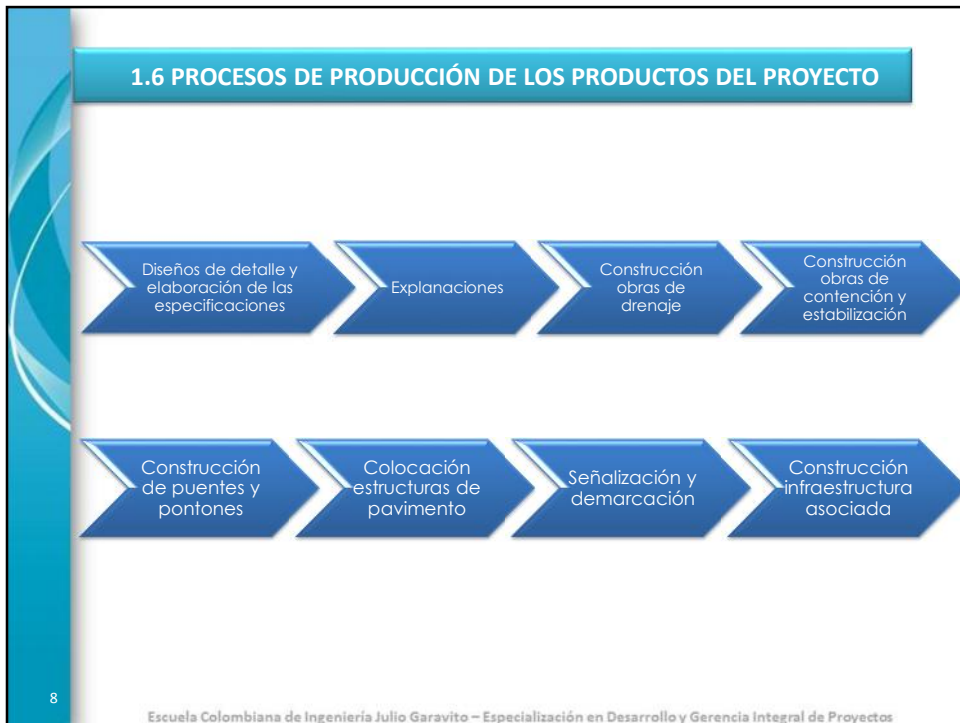 1.6 PROCESOS DE PRODUCCIÓN DE LOS PRODUCTOS DEL PROYECTO
Diseños de detalle y
elaboración de las
especificaciones
Explanaciones
Construcción
obras de
drenaje
Construcción
obras de
contención y
estabilización
Construcción
de puentes y
pontones
Colocación
estructuras de
pavimento
Señalización y
demarcación
Construcción
infraestructura
asociada
8
Escuela Colombiana de Ingeniería Julio Garavito – Especialización en Desarrollo y Gerencia Integral de Proyectos